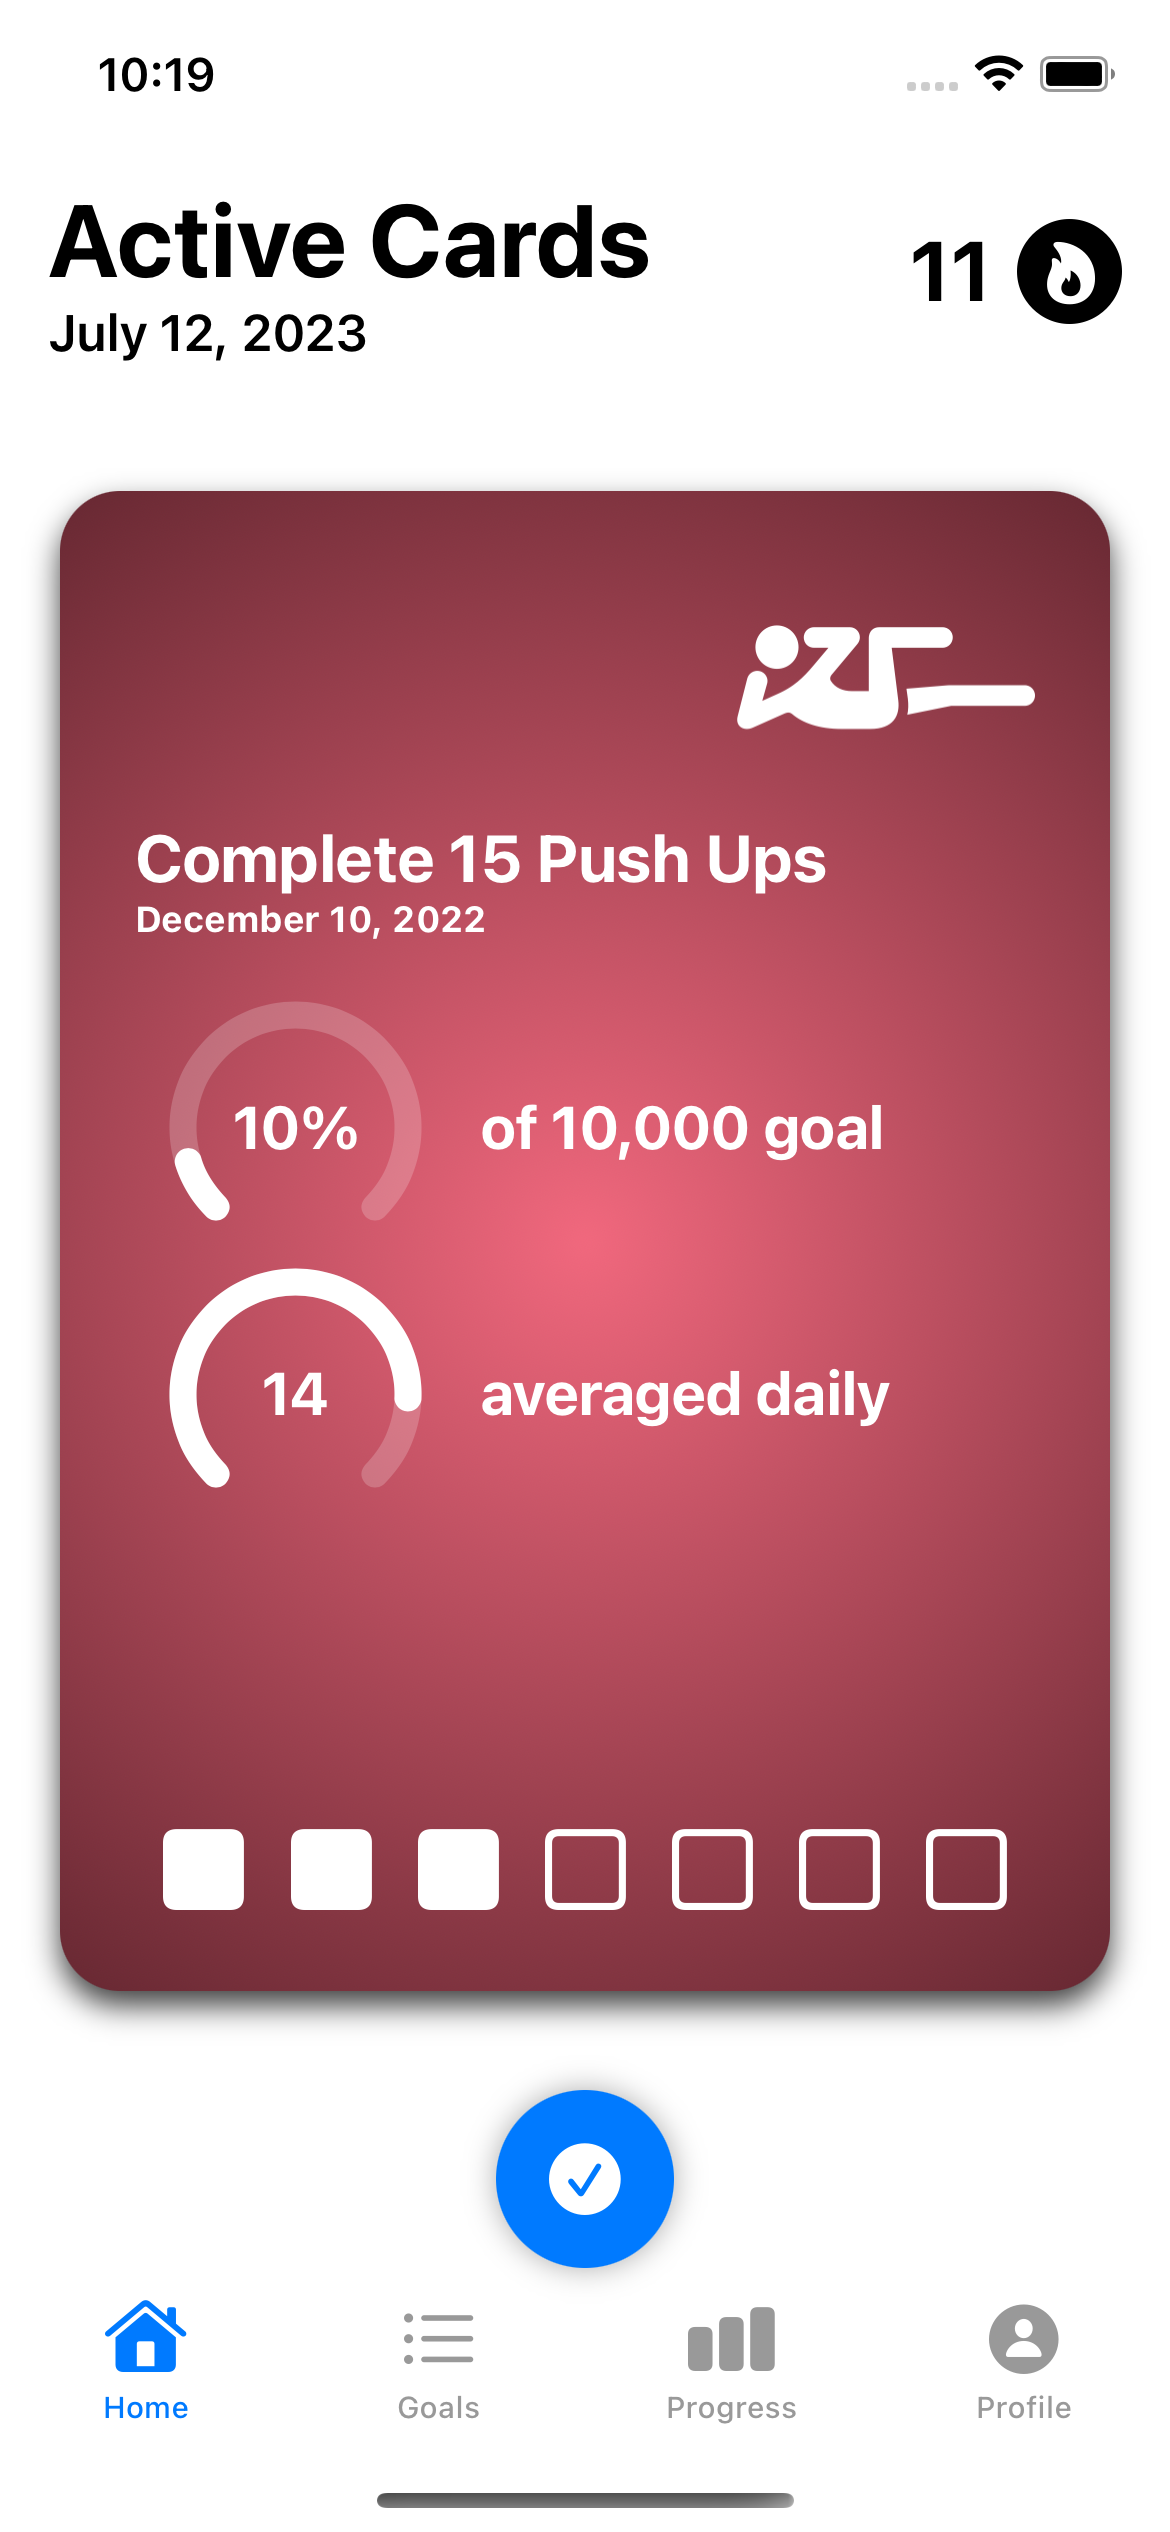 10:19
Active Cards
11
July 12, 2023
Complete 15 Push Ups
December 10, 2022
10%
of 10,000 goal
14
averaged daily
Home
Goals
Progress
Profile